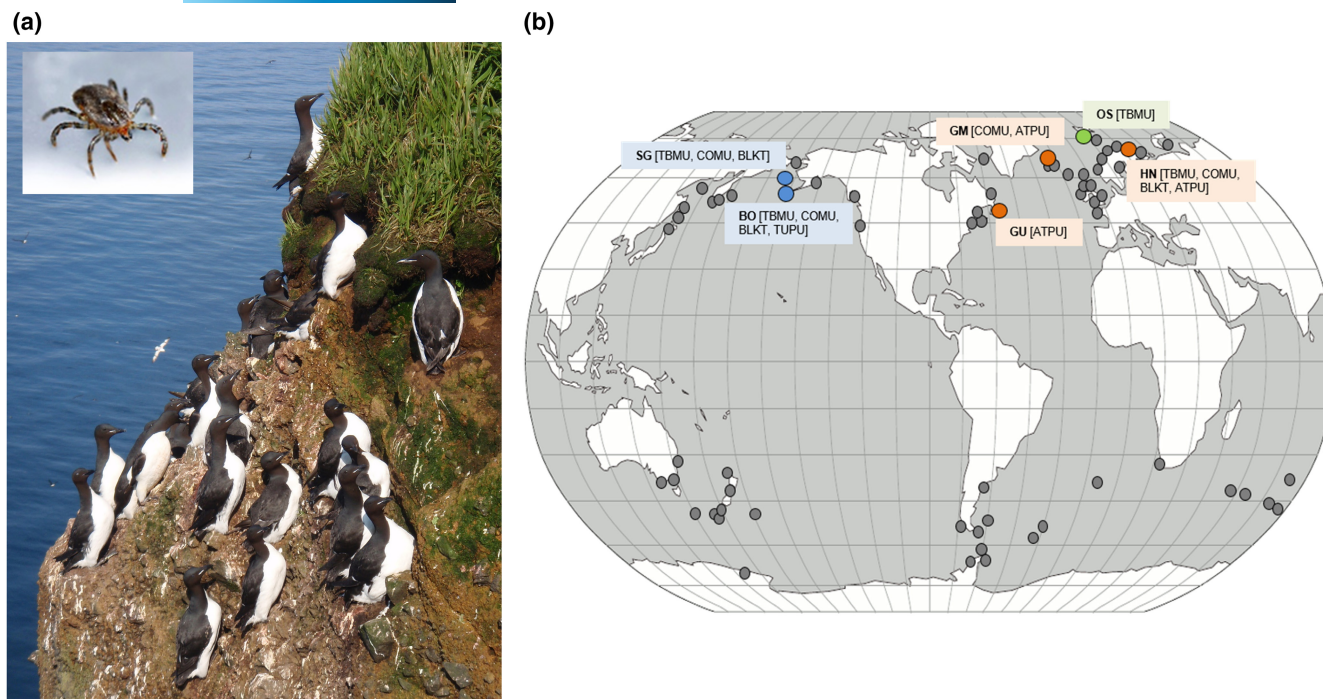 (a)
(b)
OS [TBMU]
GM [COMU, ATPU]
SG [TBMU, COMU, BLKT]
HN [TBMU, COMU,
BLKT, ATPU]
BO [TBMU, COMU,
BLKT, TUPU]
GU [ATPU]